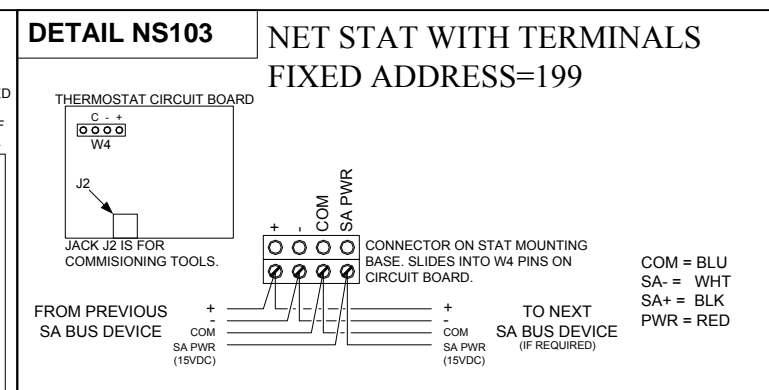 DETAIL NS103
NET STAT WITH TERMINALS
FIXED ADDRESS=199
ED
F
THERMOSTAT CIRCUIT BOARD
C - +
W4
J2
JACK J2 IS FOR
COMMISIONING TOOLS.
+
-
COM
SA PWR
CONNECTOR ON STAT MOUNTING
BASE. SLIDES INTO W4 PINS ON
CIRCUIT BOARD.
FROM PREVIOUS
SA BUS DEVICE
+
-
COM
SA PWR
(15VDC)
+
-
COM
SA PWR
(15VDC)
TO NEXT
SA BUS DEVICE
(IF REQUIRED)
COM = BLU
SA- = WHT
SA+ = BLK
PWR = RED